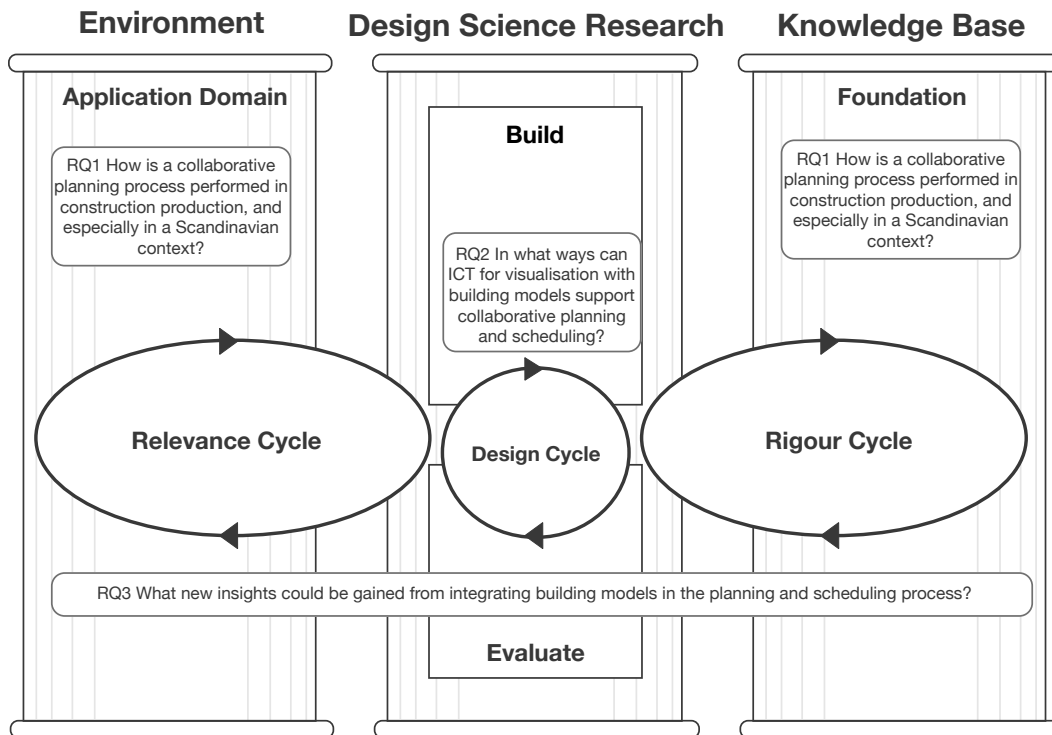 Environment
Design Science Research
Knowledge Base
Application Domain
RQ1 How is a collaborative
planning process performed in
construction production, and
especially in a Scandinavian
context?
Build
RQ2 In what ways can
ICT for visualisation with
building models support
collaborative planning
and scheduling?
Foundation
RQ1 How is a collaborative
planning process performed in
construction production, and
especially in a Scandinavian
context?
Relevance Cycle
Design Cycle
Rigour Cycle
RQ3 What new insights could be gained from integrating building models in the planning and scheduling process?
Evaluate